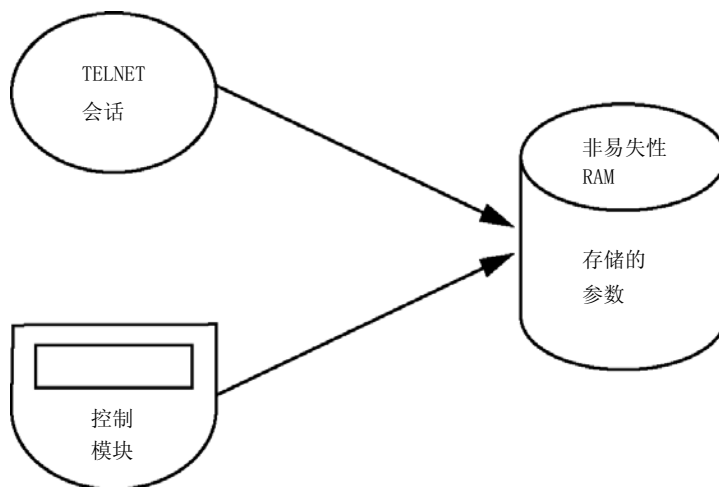 TELNET
会话
非易失性
RAM
存储的
参数
控制
模块